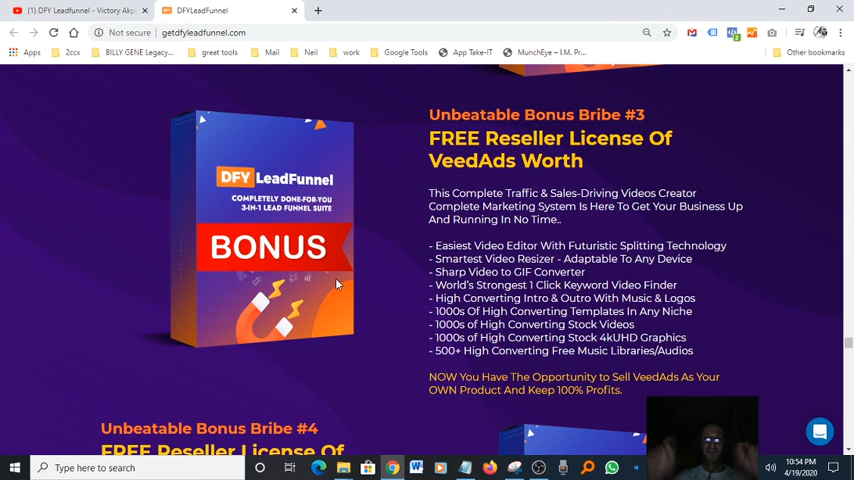 (1) DFY Leadfunnel - Victory Akp
DFYLeadFunnel
Not secure
getdfyleadfunnel.com
Apps
2ccx
BILLY GENE Legacy...
great tools
Mail
Neil
work
Google Tools
App Take-IT
MunchEye – I.M. Pr...
Other bookmarks
Unbeatable Bonus Bribe #3
FREE Reseller License Of
VeedAds Worth
This Complete Traffic & Sales-Driving Videos Creator
Complete Marketing System Is Here To Get Your Business Up
And Running In No Time..
- Easiest Video Editor With Futuristic Splitting Technology
- Smartest Video Resizer - Adaptable To Any Device
- Sharp Video to GIF Converter
- World's Strongest 1 Click Keyword Video Finder
- High Converting Intro & Outro With Music & Logos
- 1000s Of High Converting Templates In Any Niche
- 1000s of High Converting Stock Videos
- 1000s of High Converting Stock 4kUHD Graphics
- 500+ High Converting Free Music Libraries/Audios
NOW You Have The Opportunity to Sell VeedAds As Your
OWN Product And Keep 100% Profits.
DFY LeadFunnel
COMPLETELY DONE-FOR-YOU
3-IN-1 LEAD FUNNEL SUITE
BONUS
Unbeatable Bonus Bribe #4
FREE Reseller License Of
Type here to search
10:54 PM
4/19/2020